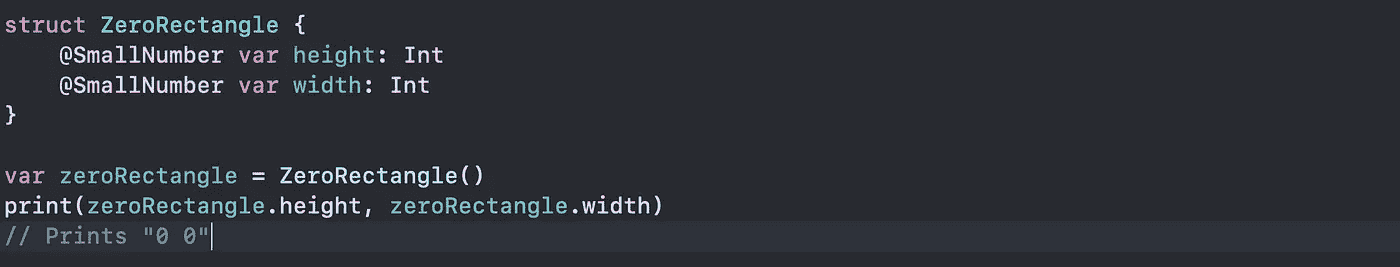 struct ZeroRectangle {
    @SmallNumber var height: Int
    @SmallNumber var width: Int
}

var zeroRectangle = ZeroRectangle()
print(zeroRectangle.height, zeroRectangle.width)
// Prints "0 0"